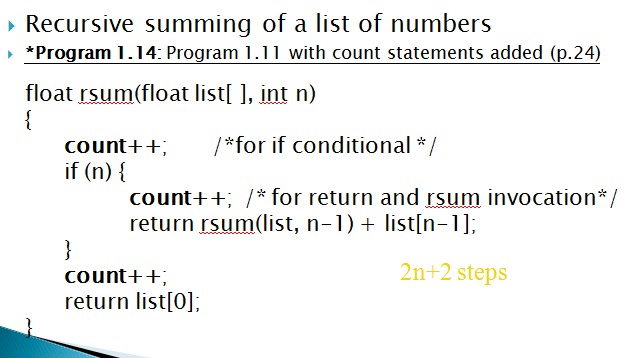 Recursive summing of a list of numbers
*Program 1.14: Program 1.11 with count statements added (p.24)
float rsum(float list[ ], int n)
{
count++; /*for if conditional */
if (n) {
count++; /* for return and rsum invocation*/
return rsum(list, n-1) + list[n-1];
}
count++;
2n+2 steps
return list[0];
}